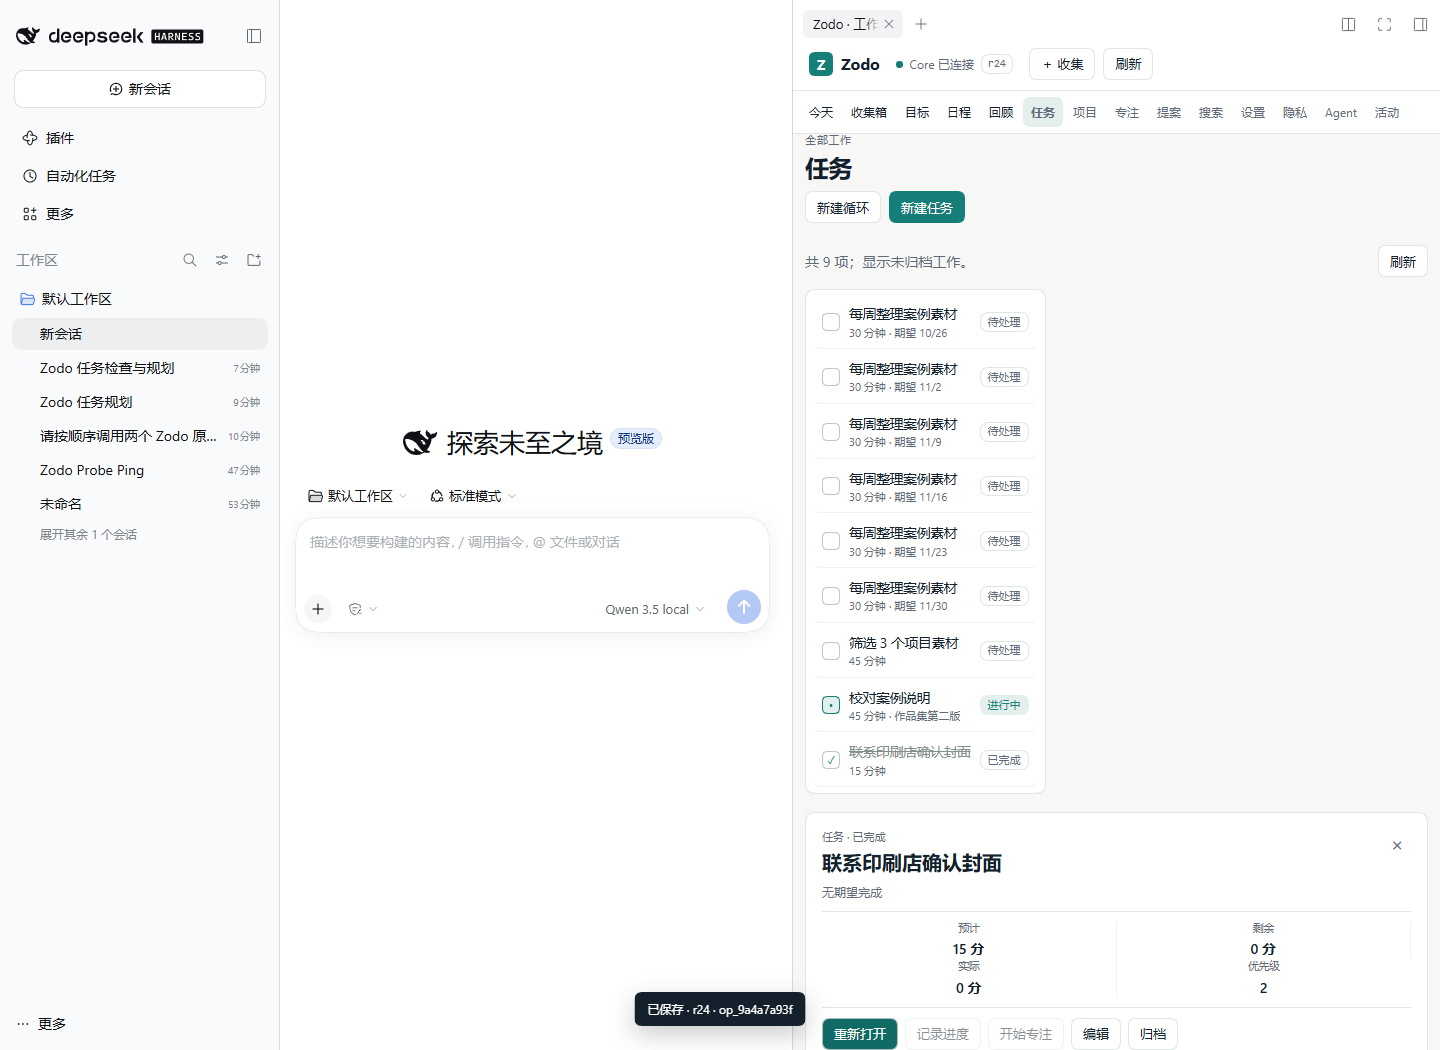 deepseek HARNESS
新会话
插件
自动化任务
更多
工作区
默认工作区
新会话
Zodo 任务检查与规划 7分钟
Zodo 任务规划 9分钟
请按顺序调用两个 Zodo 原... 10分钟
Zodo Probe Ping 47分钟
未命名 53分钟
展开其余 1 个会话
更多
探索未至之境 预览版
默认工作区 标准模式
描述你想要构建的内容, / 调用指令, @ 文件或对话
Qwen 3.5 local
已保存 · r24 · op_9a4a7a93f
Zodo · 工作
Z Zodo Core 已连接 r24 + 收集 刷新
今天 收集箱 目标 日程 回顾 任务 项目 专注 提案 搜索 设置 隐私 Agent 活动
全部工作
任务
新建循环 新建任务
共 9 项；显示未归档工作。 刷新
每周整理案例素材 待处理
30 分钟 · 期望 10/26
每周整理案例素材 待处理
30 分钟 · 期望 11/2
每周整理案例素材 待处理
30 分钟 · 期望 11/9
每周整理案例素材 待处理
30 分钟 · 期望 11/16
每周整理案例素材 待处理
30 分钟 · 期望 11/23
每周整理案例素材 待处理
30 分钟 · 期望 11/30
筛选 3 个项目素材 待处理
45 分钟
校对案例说明 进行中
45 分钟 · 作品集第二版
联系印刷店确认封面 已完成
15 分钟
任务 · 已完成
联系印刷店确认封面
无期望完成
预计 剩余
15 分 0 分
实际 优先级
0 分 2
重新打开 记录进度 开始专注 编辑 归档